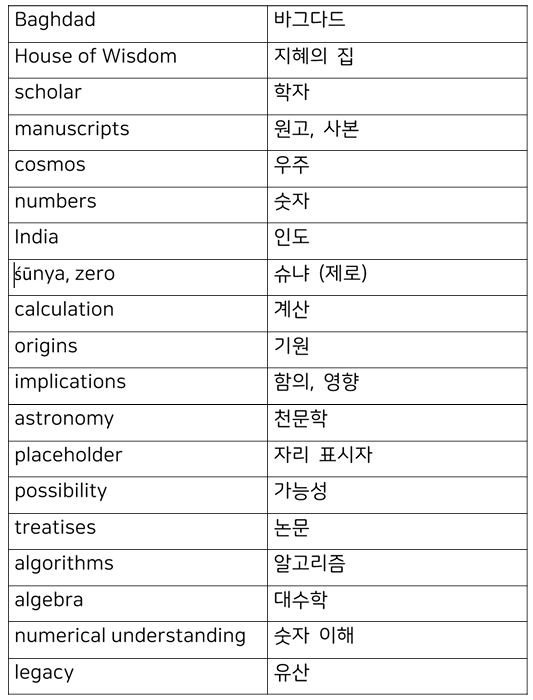 Baghdad 바그다드
House of Wisdom 지혜의 집
scholar 학자
manuscripts 원고, 사본
cosmos 우주
numbers 숫자
India 인도
śūnya, zero 슈냐 (제로)
calculation 계산
origins 기원
implications 함의, 영향
astronomy 천문학
placeholder 자리 표시자
possibility 가능성
treatises 논문
algorithms 알고리즘
algebra 대수학
numerical understanding 숫자 이해
legacy 유산